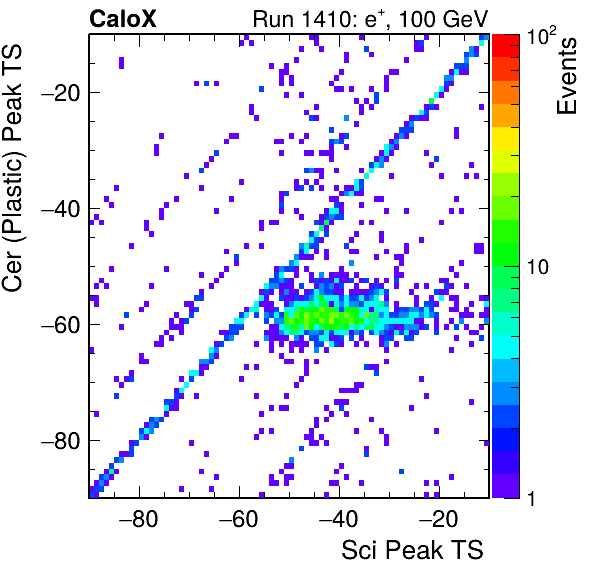 CaloX Run 1410: e⁺, 100 GeV
Cer (Plastic) Peak TS
−20
−40
−60
−80
−80 −60 −40 −20
Sci Peak TS
10²
10
1
Events